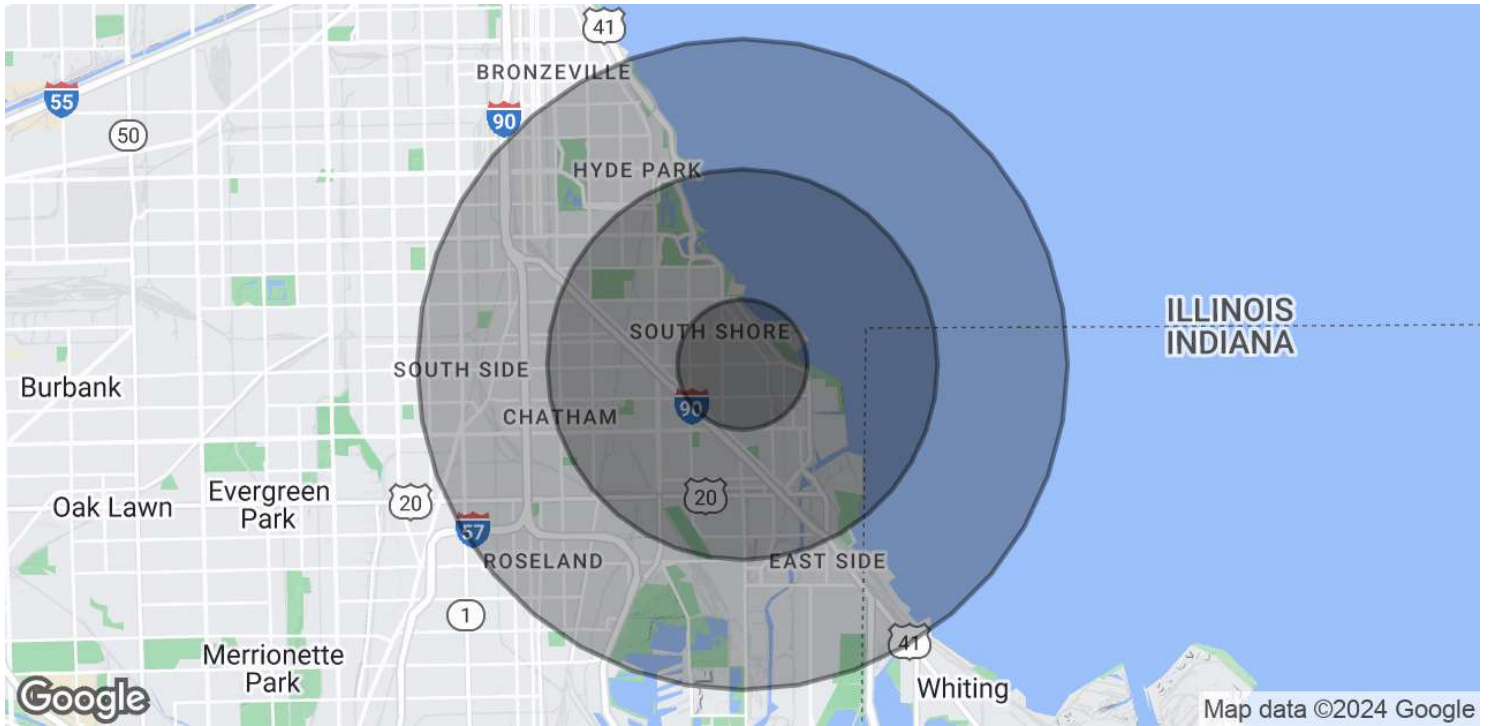 41
BRONZEVILLE
55
90
50
HYDE PARK
ILLINOIS
INDIANA
SOUTH SHORE
SOUTH SIDE
Burbank
90
CHATHAM
Evergreen
Park
20
20
Oak Lawn
57
ROSELAND
EAST SIDE
1
41
Merrionette
Park
Whiting
Google
Map data ©2024 Google